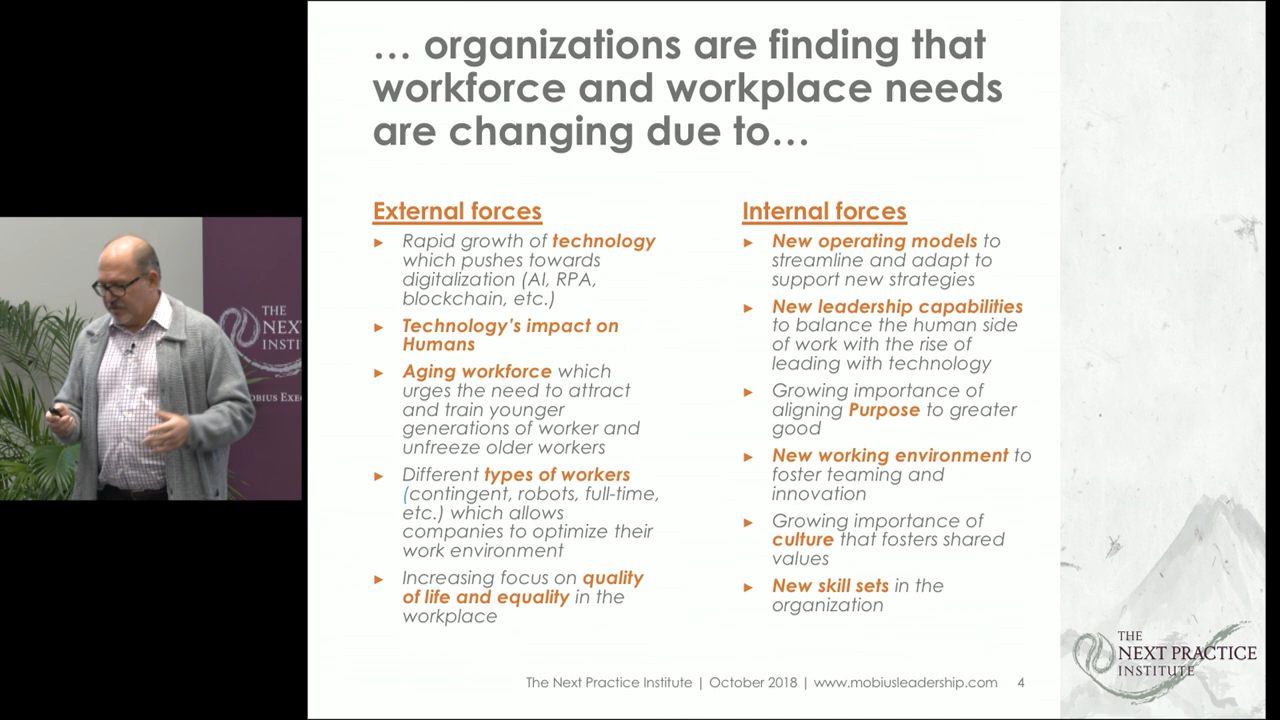 … organizations are finding that
workforce and workplace needs
are changing due to…
External forces
► Rapid growth of technology
which pushes towards
digitalization (AI, RPA,
blockchain, etc.)
► Technology’s impact on
Humans
► Aging workforce which
urges the need to attract
and train younger
generations of worker and
unfreeze older workers
► Different types of workers
(contingent, robots, full-time,
etc.) which allows
companies to optimize their
work environment
► Increasing focus on quality
of life and equality in the
workplace
Internal forces
► New operating models to
streamline and adapt to
support new strategies
► New leadership capabilities
to balance the human side
of work with the rise of
leading with technology
► Growing importance of
aligning Purpose to greater
good
► New working environment to
foster teaming and
innovation
► Growing importance of
culture that fosters shared
values
► New skill sets in the
organization
The Next Practice Institute | October 2018 | www.mobiusleadership.com 4
THE
NEXT PRACTICE
INSTITUTE
THE
NEX
INSTI
OBIUS EXEC